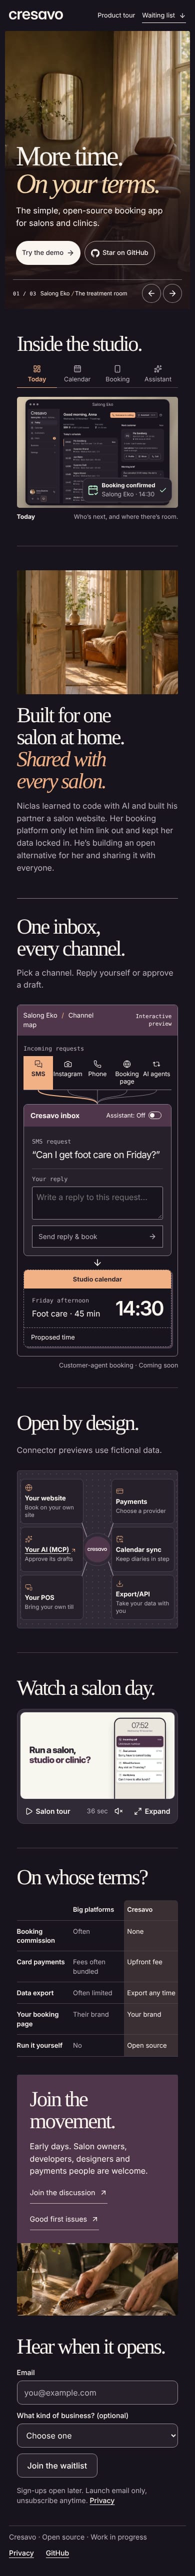 cresavo
Product tour
Waiting list ↓
More time.
On your terms.
The simple, open-source booking app
for salons and clinics.
Try the demo →
Star on GitHub
01 / 03 Salong Eko / The treatment room
Inside the studio.
Today
Calendar
Booking
Assistant
Cresavo
Salong Eko
Good morning, Anna
Booking confirmed
Salong Eko · 14:30
Today
Who's next, and where there's room.
Built for one
salon at home.
Shared with
every salon.
Niclas learned to code with AI and built his
partner a salon website. Her booking
platform only let him link out and kept her
data locked in. He's building an open
alternative for her and sharing it with
everyone.
One inbox,
every channel.
Pick a channel. Reply yourself or approve
a draft.
Salong Eko / Channel
map
Interactive
preview
Incoming requests
SMS
Instagram
Phone
Booking
page
AI agents
Cresavo inbox
Assistant: Off
SMS request
“Can I get foot care on Friday?”
Your reply
Write a reply to this request…
Send reply & book →
↓
Studio calendar
Friday afternoon
Foot care · 45 min
14:30
Proposed time
Customer-agent booking · Coming soon
Open by design.
Connector previews use fictional data.
Your website
Book on your own
site
Payments
Choose a provider
Your AI (MCP) ↗
Approve its drafts
cresavo
Calendar sync
Keep diaries in step
Your POS
Bring your own till
Export/API
Take your data with
you
Watch a salon day.
Run a salon,
studio or clinic?
07:52
Salon tour
36 sec
Expand
On whose terms?
Big platforms
Cresavo
Booking
commission
Often
None
Card payments
Fees often
bundled
Upfront fee
Data export
Often limited
Export any time
Your booking
page
Their brand
Your brand
Run it yourself
No
Open source
Join the
movement.
Early days. Salon owners,
developers, designers and
payments people are welcome.
Join the discussion ↗
Good first issues ↗
Hear when it opens.
Email
you@example.com
What kind of business? (optional)
Choose one
Join the waitlist
Sign-ups open later. Launch email only,
unsubscribe anytime. Privacy
Cresavo · Open source · Work in progress
Privacy
GitHub